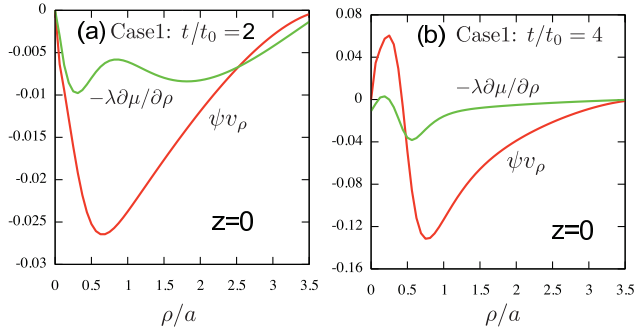 (a) Case1: t/t₀ = 2
-0.005
-0.01
-0.015
-0.02
-0.025
-0.03
−λ∂μ/∂ρ
ψv_ρ
z=0
0 0.5 1 1.5 2 2.5 3 3.5
ρ/a
(b) Case1: t/t₀ = 4
0.08
0.04
0
-0.04
-0.08
-0.12
-0.16
−λ∂μ/∂ρ
ψv_ρ
z=0
0 0.5 1 1.5 2 2.5 3 3.5
ρ/a